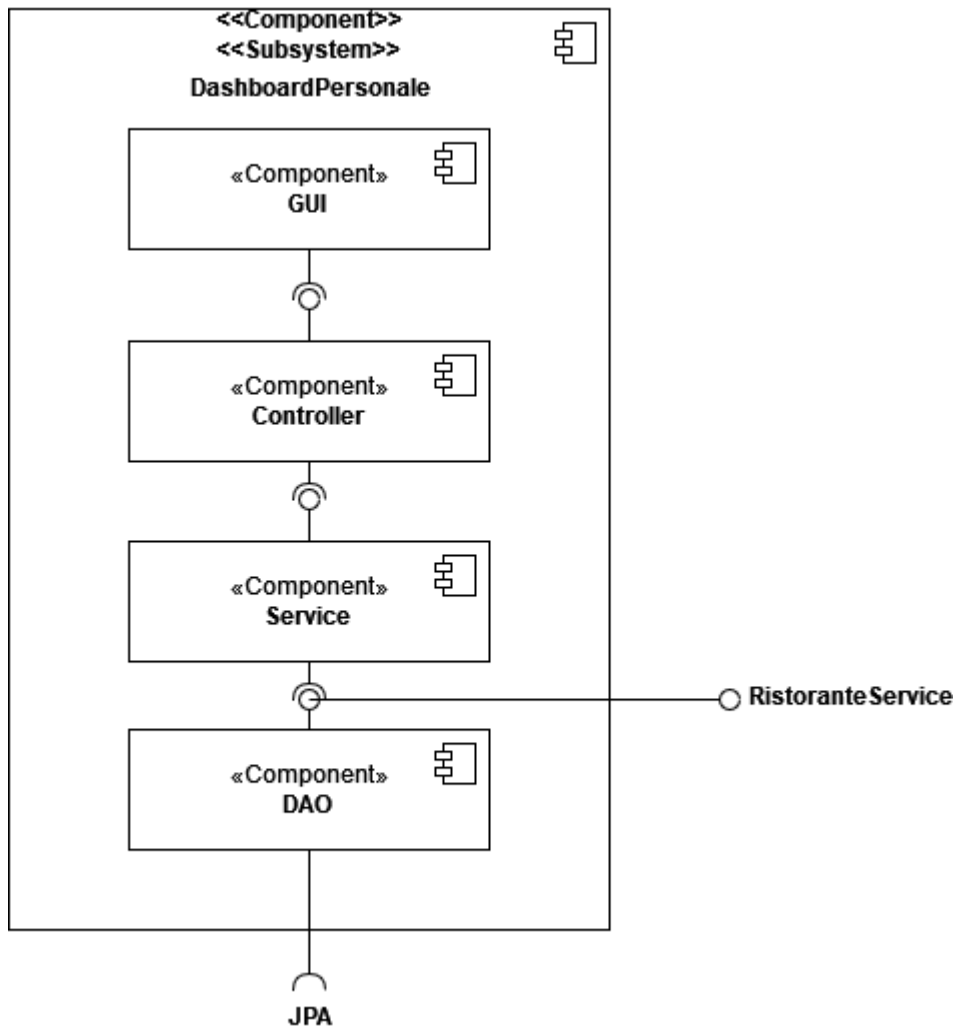 <<Component>>
<<Subsystem>>
DashboardPersonale
«Component»
GUI
«Component»
Controller
«Component»
Service
RistoranteService
«Component»
DAO
JPA